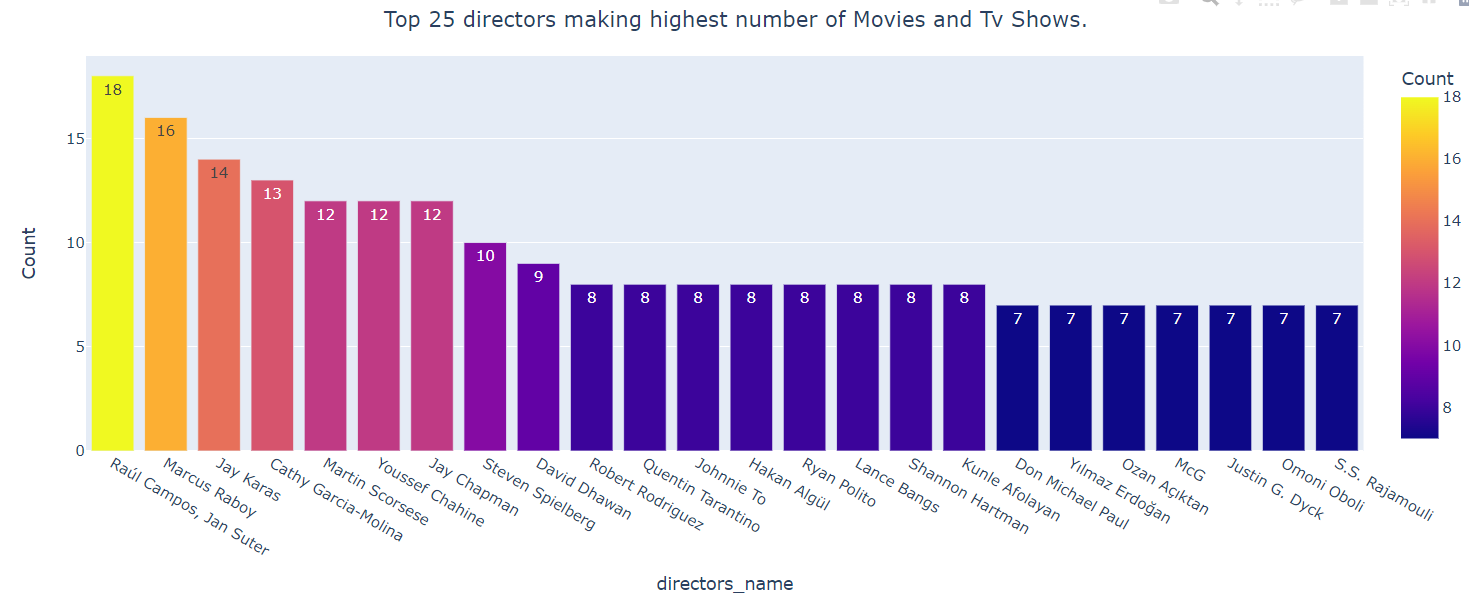 Top 25 directors making highest number of Movies and Tv Shows.
Count
18
16
14
12
10
8
Count
15
10
5
0
18
16
14
13
12
12
12
10
9
8
8
8
8
8
8
8
8
7
7
7
7
7
7
7
Raúl Campos, Jan Suter
Marcus Raboy
Jay Karas
Cathy Garcia-Molina
Martin Scorsese
Youssef Chahine
Jay Chapman
Steven Spielberg
David Dhawan
Robert Rodriguez
Quentin Tarantino
Johnnie To
Hakan Algül
Ryan Polito
Lance Bangs
Shannon Hartman
Kunle Afolayan
Don Michael Paul
Yılmaz Erdoğan
Ozan Açıktan
McG
Justin G. Dyck
Omoni Oboli
S.S. Rajamouli
directors_name